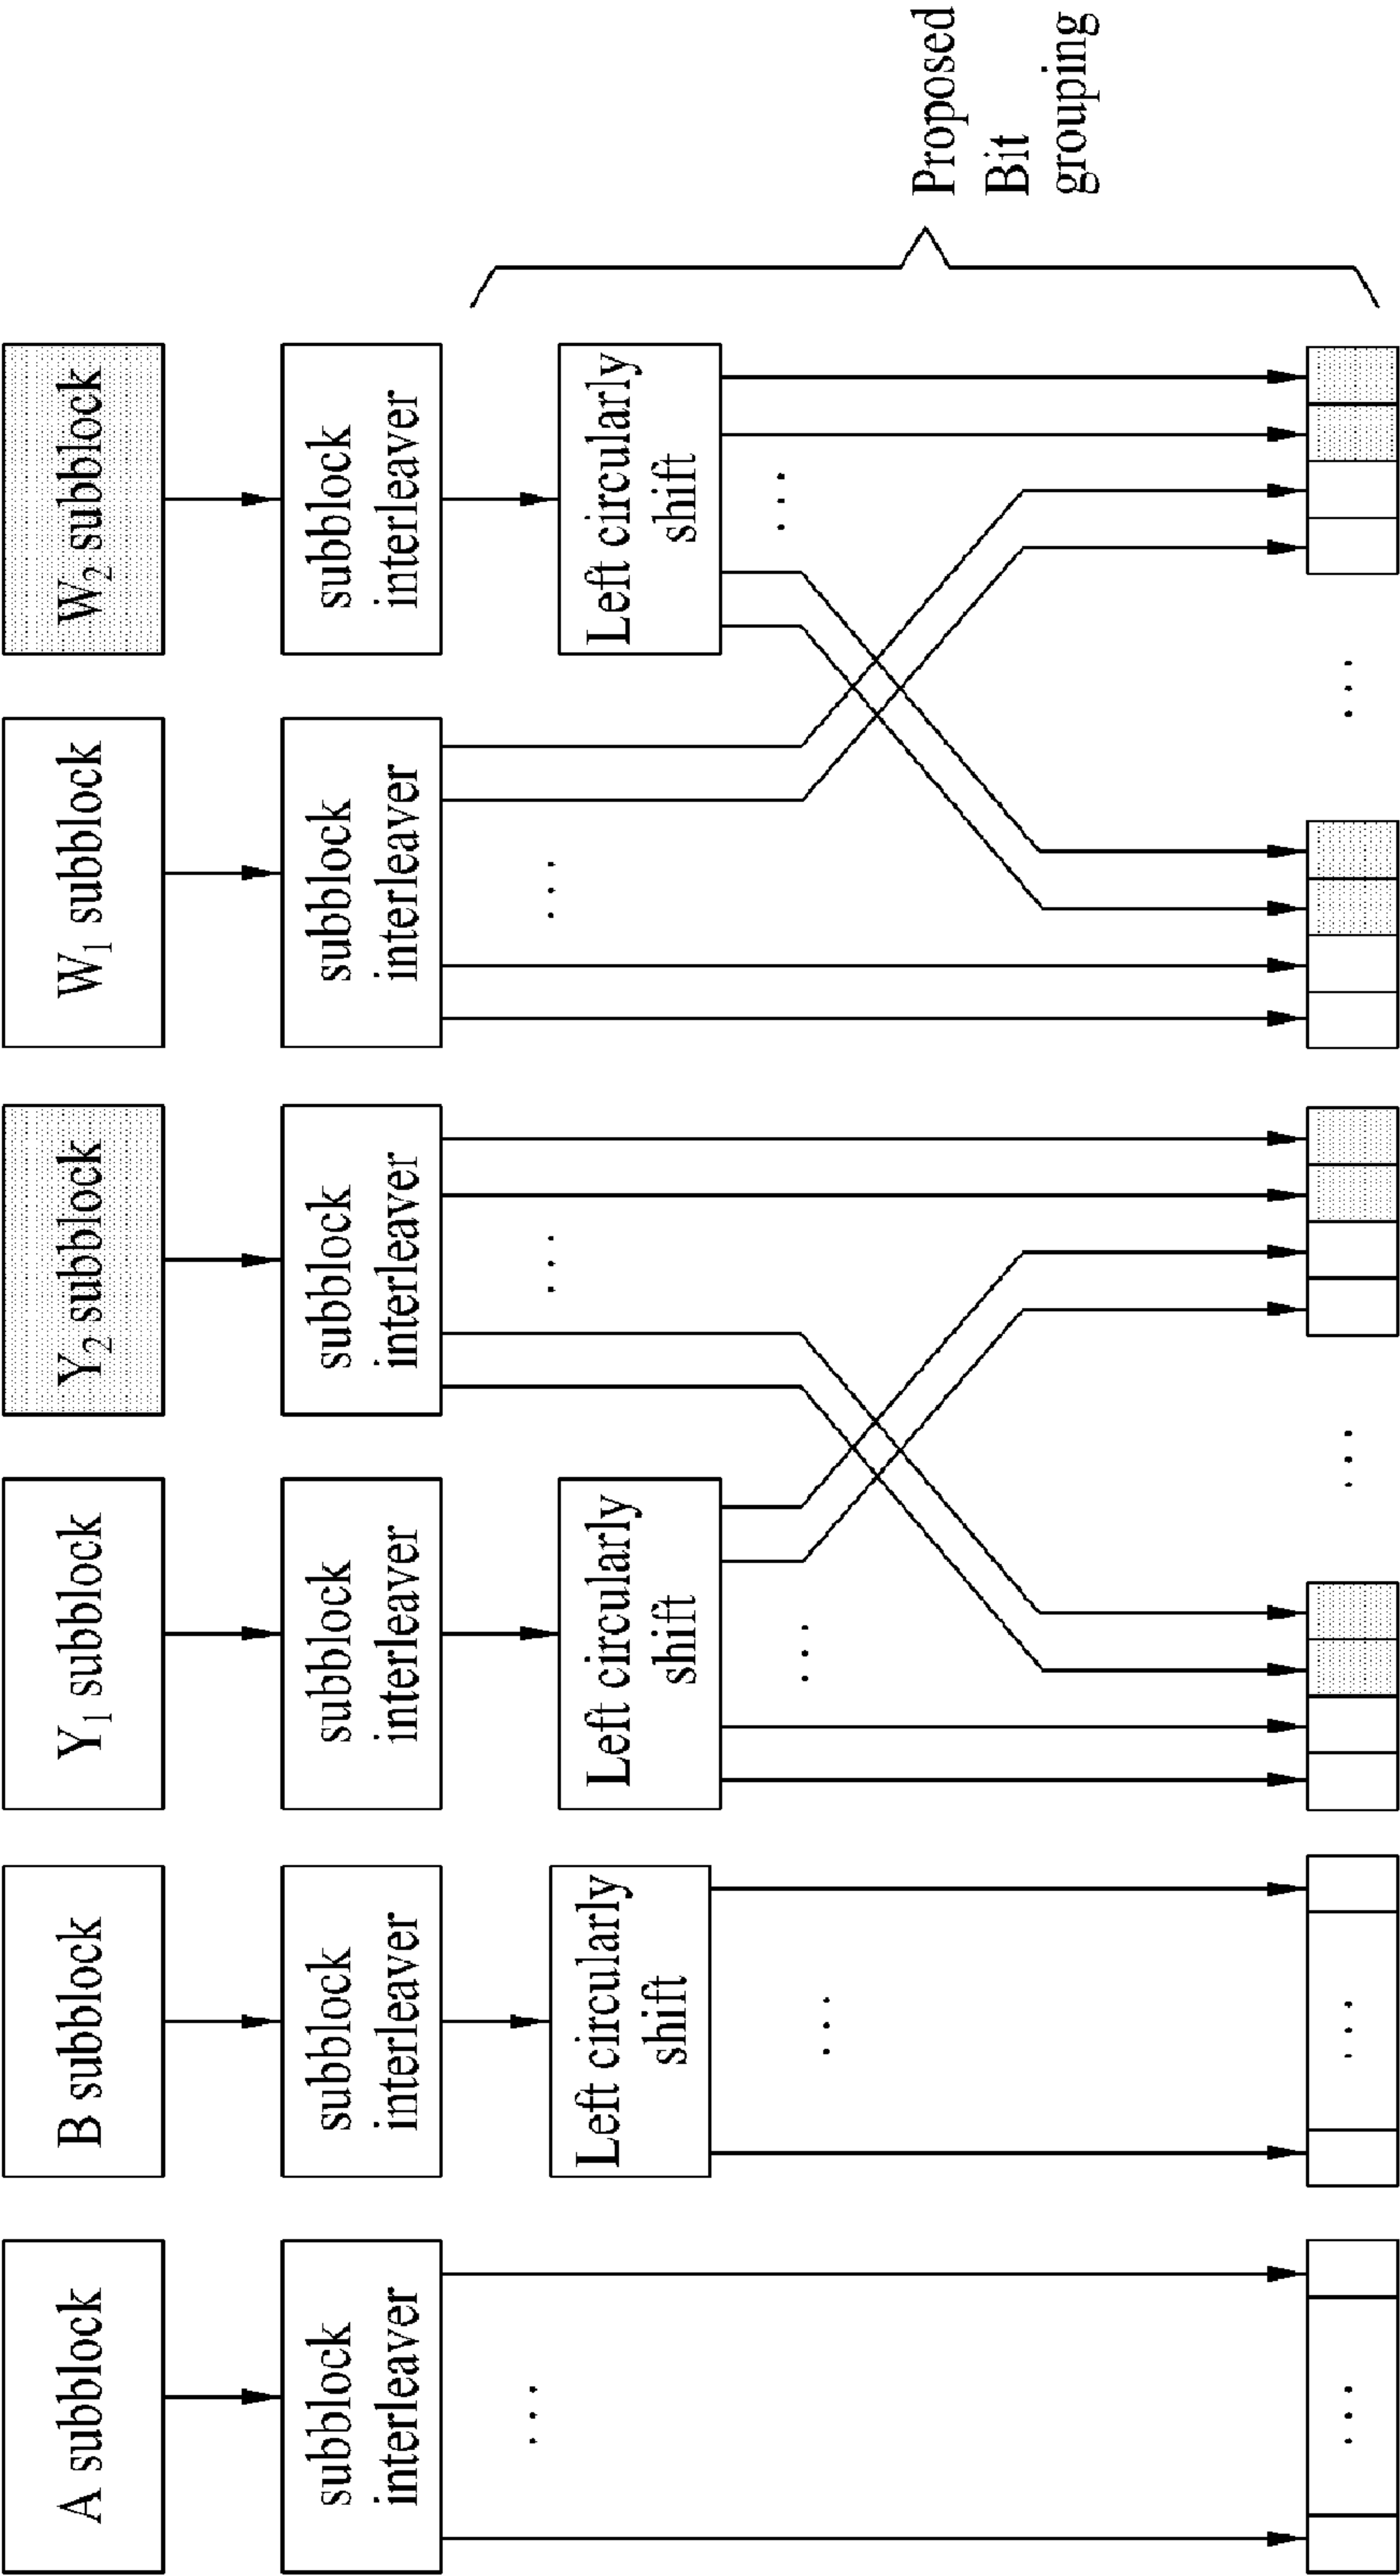 A subblock
B subblock
Y1 subblock
Y2 subblock
W1 subblock
W2 subblock
subblock
interleaver
subblock
interleaver
subblock
interleaver
subblock
interleaver
subblock
interleaver
subblock
interleaver
Left circularly
shift
Left circularly
shift
Left circularly
shift
...
...
...
...
...
...
Proposed
Bit
grouping
...
...
...
...